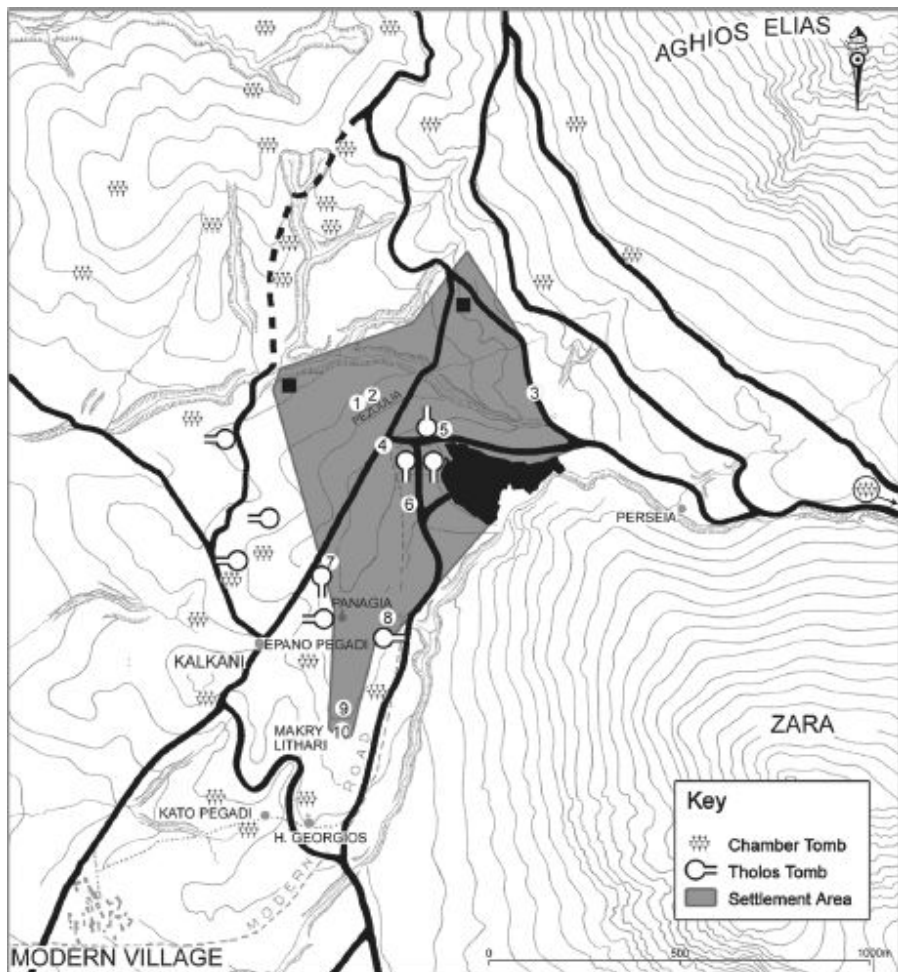 AGHIOS ELIAS
3
1
2
PEZOULIA
5
4
6
PERSEIA
7
PANAGIA
8
EPANO PEGADI
KALKANI
9
10
MAKRY
LITHARI
ZARA
KATO PEGADI
H. GEORGIOS
MODERN ROAD
MODERN VILLAGE
Key
Chamber Tomb
Tholos Tomb
Settlement Area
0 500 1000m